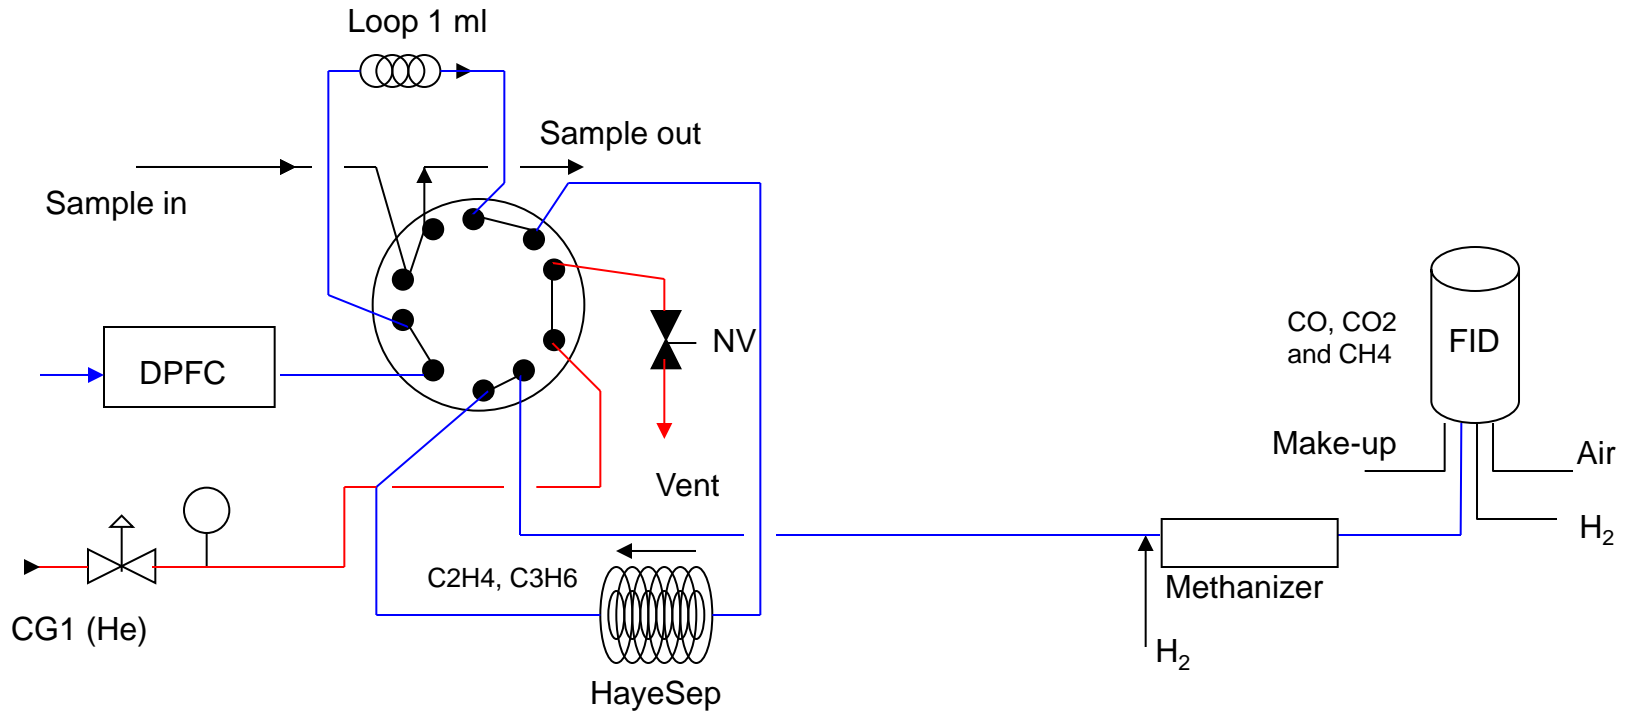 Loop 1 ml
Sample out
Sample in
DPFC
NV
CO, CO2
and CH4
FID
Make-up
Air
Vent
H₂
C2H4, C3H6
Methanizer
CG1 (He)
H₂
HayeSep